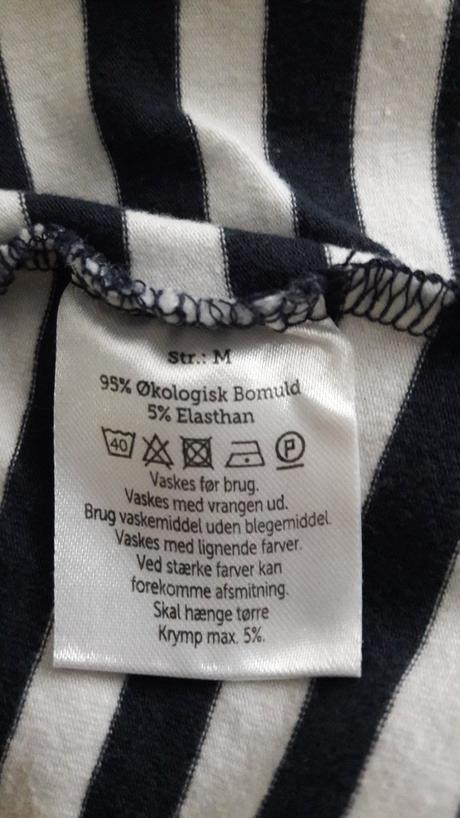 Str.: M
95% Økologisk Bomuld
5% Elasthan
40 P
Vaskes før brug.
Vaskes med vrangen ud.
Brug vaskemiddel uden blegemiddel.
Vaskes med lignende farver.
Ved stærke farver kan
forekomme afsmitning.
Skal hænge tørre
Krymp max. 5%.